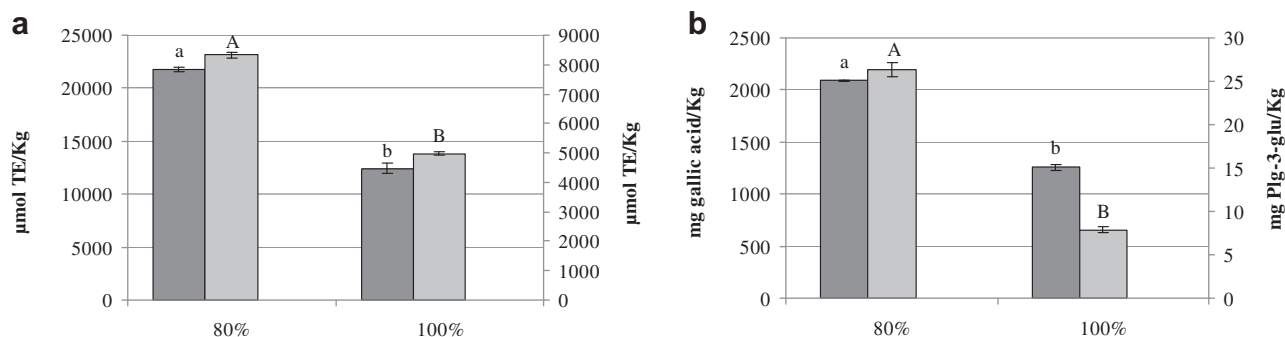 a
µmol TE/Kg
25000
20000
15000
10000
5000
0
a
A
b
B
80%
100%
9000
8000
7000
6000
5000
4000
3000
2000
1000
0
µmol TE/Kg
b
mg gallic acid/Kg
2500
2000
1500
1000
500
0
a
A
b
B
80%
100%
30
25
20
15
10
5
0
mg Plg-3-glu/Kg